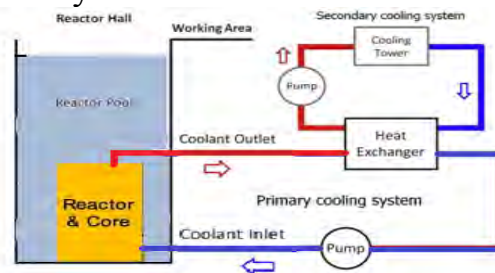 Reactor Hall
Working Area
Secondary cooling system
Cooling
Tower
Pump
Reactor Pool
Coolant Outlet
Heat
Exchanger
Reactor
& Core
Primary cooling system
Coolant Inlet
Pump